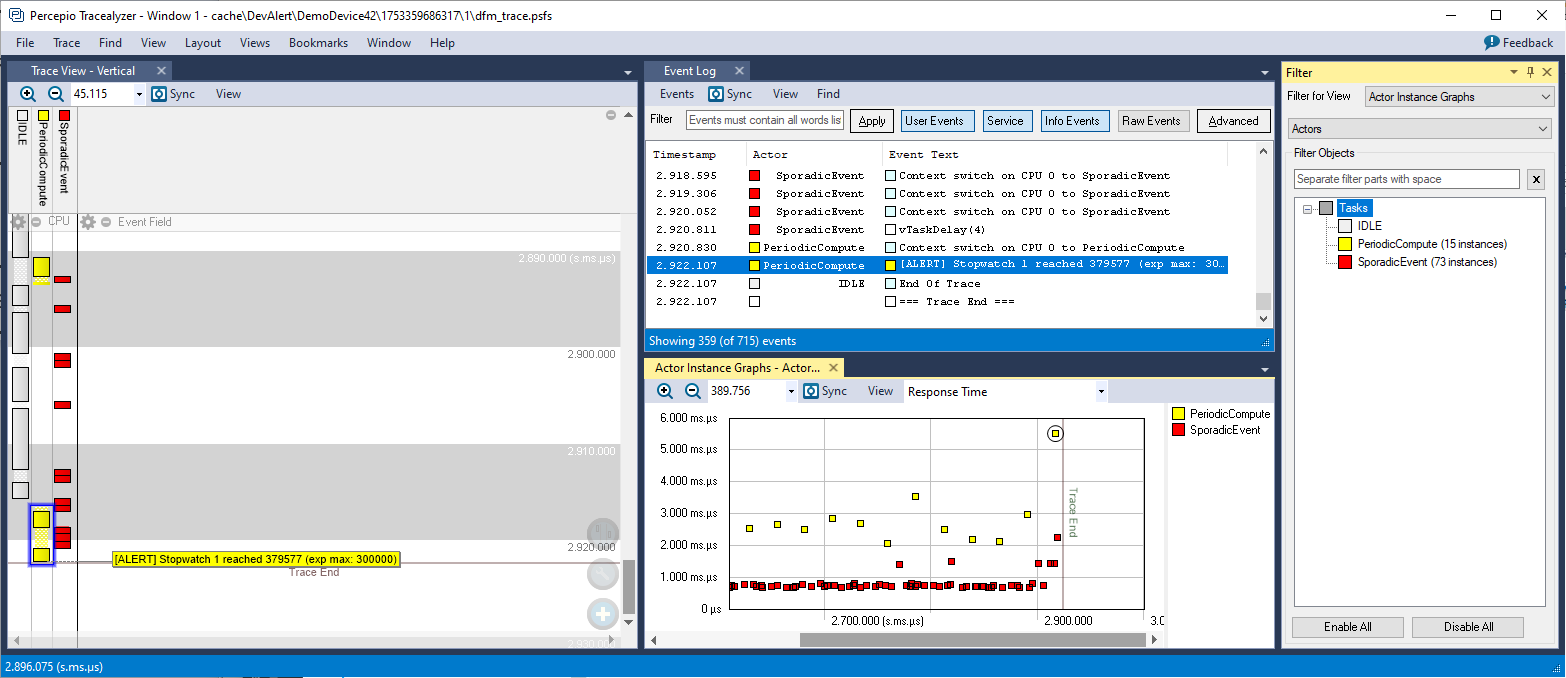 Percepio Tracealyzer - Window 1 - cache\DevAlert\DemoDevice42\1753359686317\1\dfm_trace.psfs
File Trace Find View Layout Views Bookmarks Window Help
Feedback
Trace View - Vertical
45.115 Sync View
IDLE
PeriodicCompute
SporadicEvent
CPU Event Field
2.890.000 (s.ms.µs)
2.900.000
2.910.000
2.920.000
[ALERT] Stopwatch 1 reached 379577 (exp max: 300000)
Trace End
2.930.000
Event Log
Events Sync View Find
Filter Events must contain all words lis Apply User Events Service Info Events Raw Events Advanced
Timestamp Actor Event Text
2.918.595 SporadicEvent Context switch on CPU 0 to SporadicEvent
2.919.306 SporadicEvent Context switch on CPU 0 to SporadicEvent
2.920.052 SporadicEvent Context switch on CPU 0 to SporadicEvent
2.920.811 SporadicEvent vTaskDelay(4)
2.920.830 PeriodicCompute Context switch on CPU 0 to PeriodicCompute
2.922.107 PeriodicCompute [ALERT] Stopwatch 1 reached 379577 (exp max: 30...
2.922.107 IDLE End Of Trace
2.922.107 === Trace End ===
Showing 359 (of 715) events
Actor Instance Graphs - Actor...
389.756 Sync View Response Time
6.000 ms.µs
5.000 ms.µs
4.000 ms.µs
3.000 ms.µs
2.000 ms.µs
1.000 ms.µs
0 µs
Trace End
2.700.000 (s.ms.µs) 2.900.000 3.0
PeriodicCompute
SporadicEvent
Filter
Filter for View Actor Instance Graphs
Actors
Filter Objects
Separate filter parts with space x
Tasks
IDLE
PeriodicCompute (15 instances)
SporadicEvent (73 instances)
Enable All Disable All
2.896.075 (s.ms.µs)